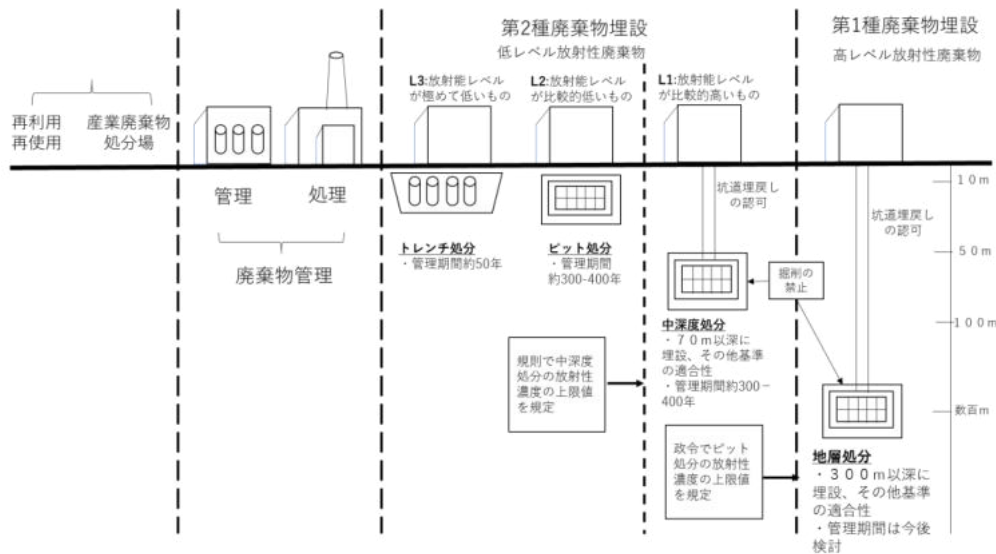 第2種廃棄物埋設
低レベル放射性廃棄物
第1種廃棄物埋設
高レベル放射性廃棄物
L3:放射能レベル
が極めて低いもの
L2:放射能レベル
が比較的低いもの
L1:放射能レベル
が比較的高いもの
再利用
再使用
産業廃棄物
処分場
管理
処理
廃棄物管理
トレンチ処分
・管理期間約50年
ピット処分
・管理期間
約300-400年
坑道埋戻し
の認可
坑道埋戻し
の認可
掘削の
禁止
中深度処分
・70m以深に
埋設、その他基準
の適合性
・管理期間約300-
400年
規則で中深度
処分の放射性
濃度の上限値
を規定
政令でピット
処分の放射性
濃度の上限値
を規定
地層処分
・300m以深に
埋設、その他基準
の適合性
・管理期間は今後
検討
10m
50m
100m
数百m